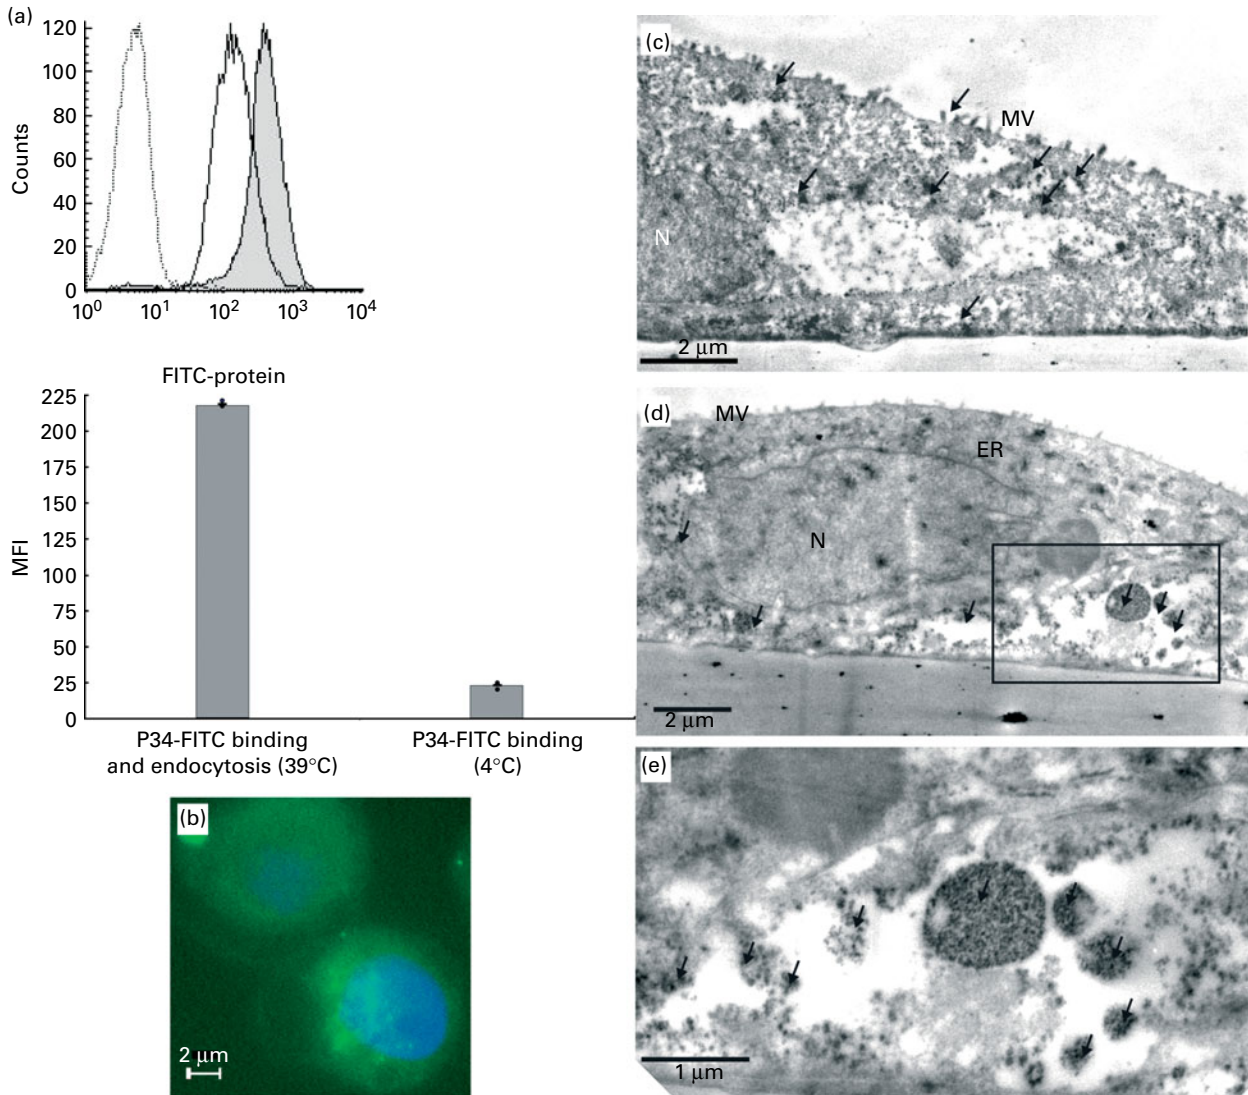 (a)
120
100
80
60
40
20
0
Counts
10⁰ 10¹ 10² 10³ 10⁴
FITC-protein
225
200
175
150
125
100
75
50
25
0
MFI
P34-FITC binding
and endocytosis (39°C)
P34-FITC binding
(4°C)
(b)
2 µm
(c)
MV
N
2 µm
(d)
MV
ER
N
2 µm
(e)
1 µm